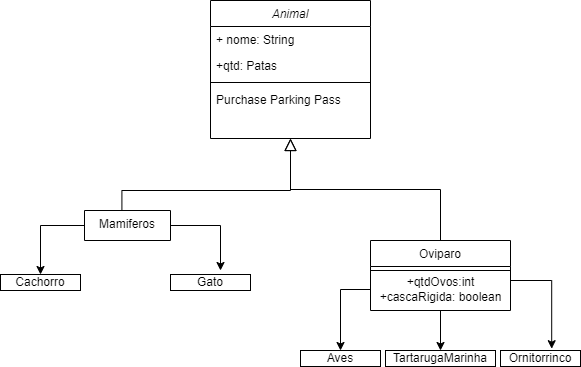 Animal
+ nome: String
+qtd: Patas
Purchase Parking Pass
Mamiferos
Oviparo
Cachorro
Gato
+qtdOvos:int
+cascaRigida: boolean
Aves
TartarugaMarinha
Ornitorrinco